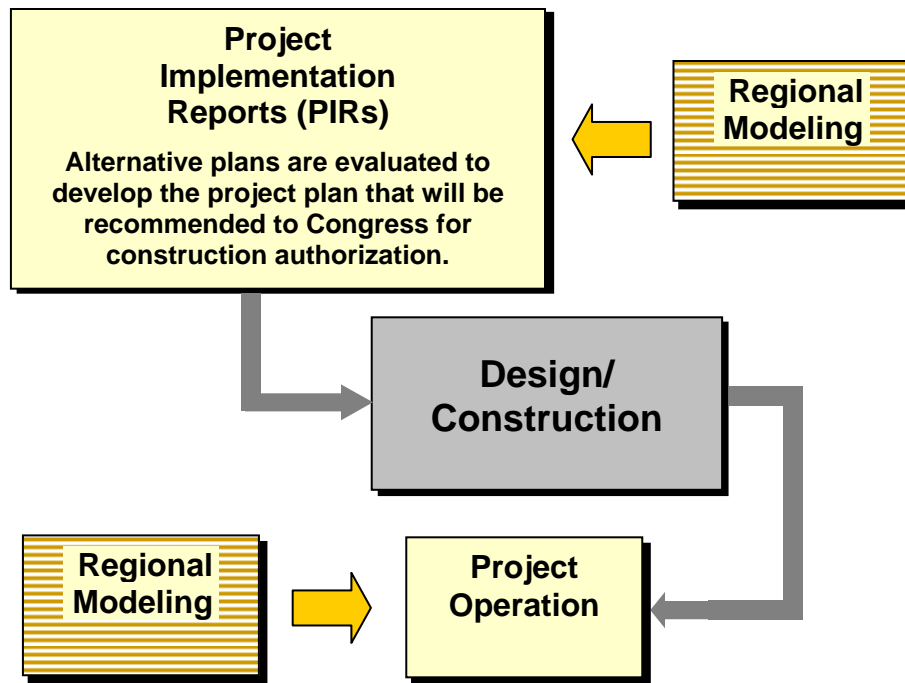 Project
Implementation
Reports (PIRs)
Alternative plans are evaluated to
develop the project plan that will be
recommended to Congress for
construction authorization.
Regional
Modeling
Design/
Construction
Regional
Modeling
Project
Operation